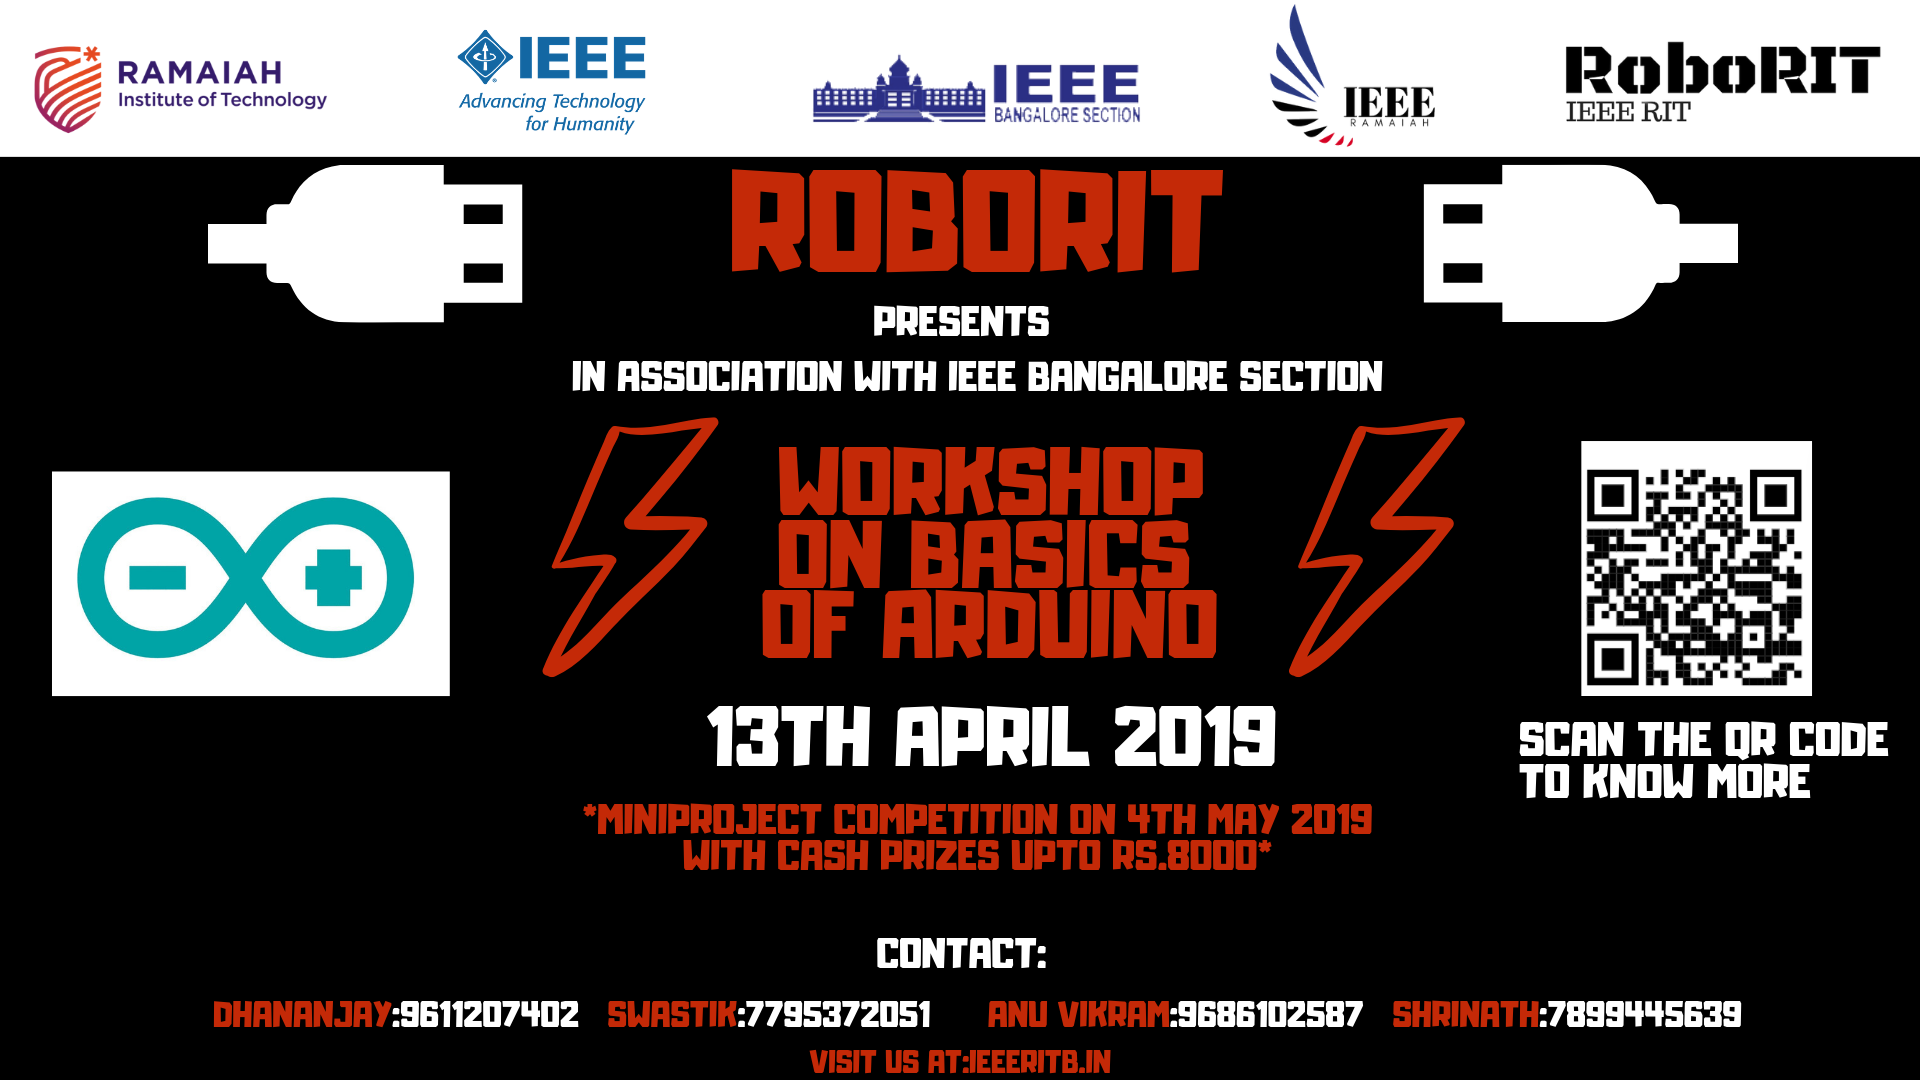 RAMAIAH
Institute of Technology
IEEE
Advancing Technology
for Humanity
IEEE
BANGALORE SECTION
IEEE
RAMAIAH
RoboRIT
IEEE RIT
ROBORIT
PRESENTS
IN ASSOCIATION WITH IEEE BANGALORE SECTION
WORKSHOP
ON BASICS
OF ARDUINO
13TH APRIL 2019
SCAN THE QR CODE
TO KNOW MORE
*MINIPROJECT COMPETITION ON 4TH MAY 2019
WITH CASH PRIZES UPTO RS.8000*
CONTACT:
DHANANJAY:9611207402 SWASTIK:7795372051 ANU VIKRAM:9686102587 SHRINATH:7899445639
VISIT US AT:IEEERITB.IN